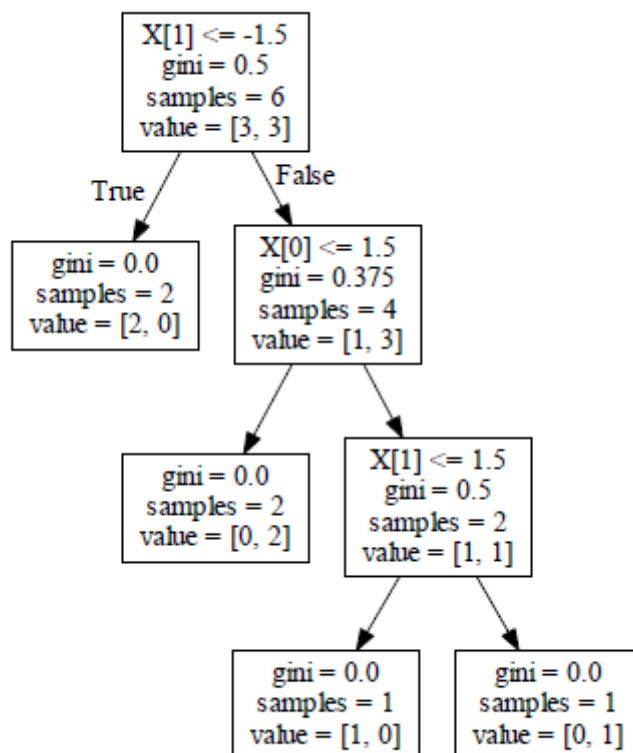 X[1] <= -1.5
gini = 0.5
samples = 6
value = [3, 3]
True
False
gini = 0.0
samples = 2
value = [2, 0]
X[0] <= 1.5
gini = 0.375
samples = 4
value = [1, 3]
gini = 0.0
samples = 2
value = [0, 2]
X[1] <= 1.5
gini = 0.5
samples = 2
value = [1, 1]
gini = 0.0
samples = 1
value = [1, 0]
gini = 0.0
samples = 1
value = [0, 1]